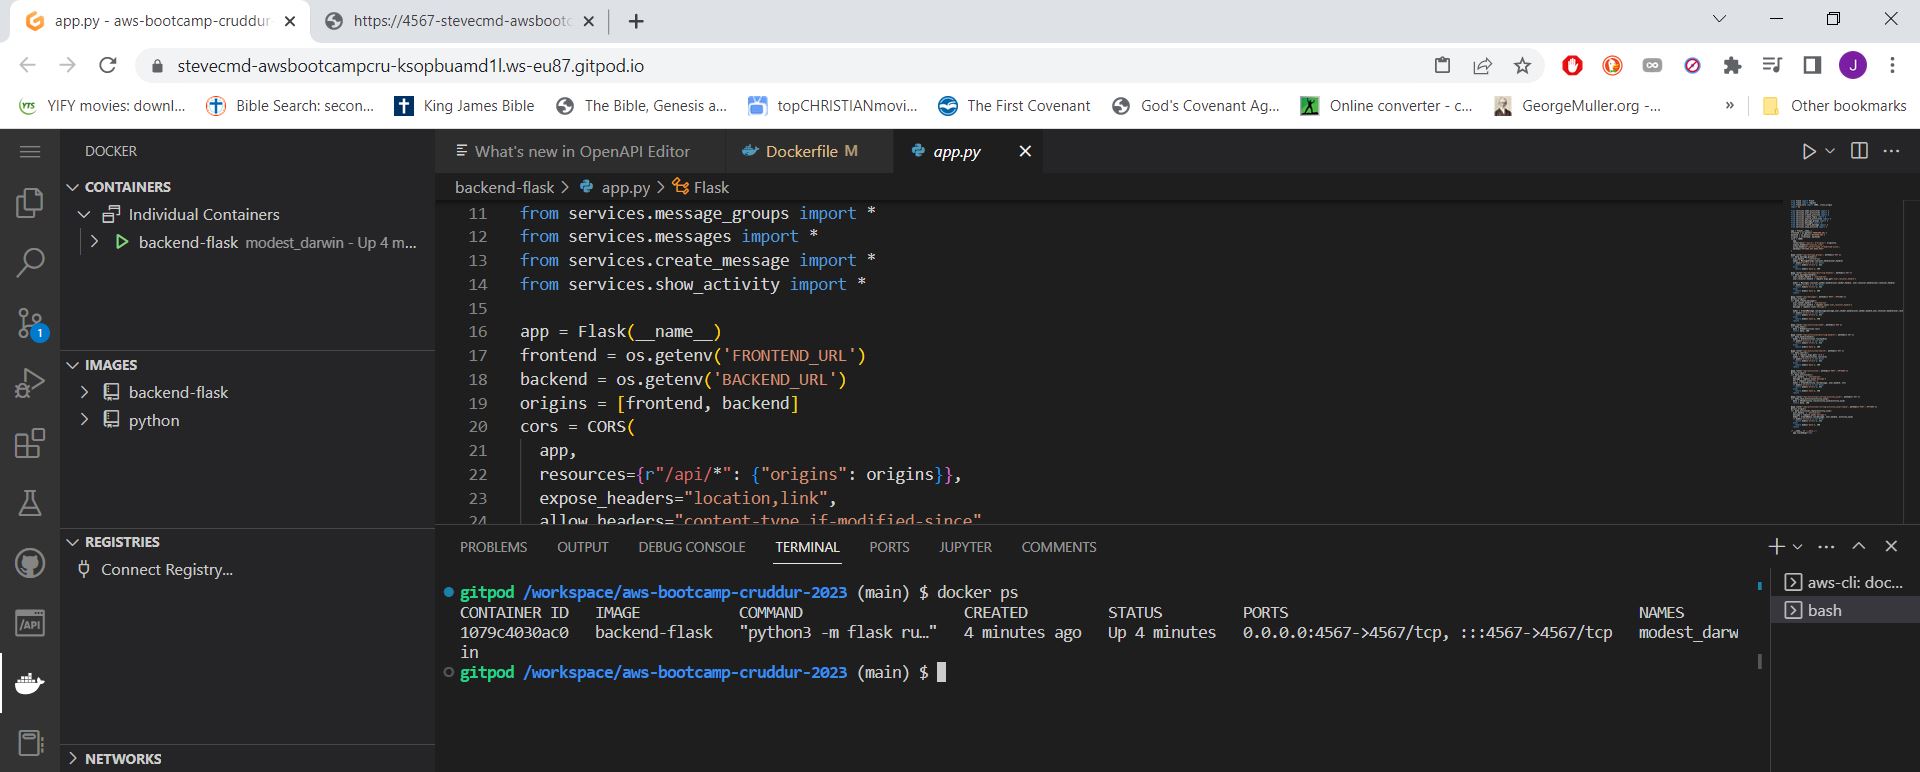 app.py - aws-bootcamp-cruddur
https://4567-stevecmd-awsbootc
stevecmd-awsbootcampcru-ksopbuamd1l.ws-eu87.gitpod.io
J
YIFY movies: downl...
Bible Search: secon...
King James Bible
The Bible, Genesis a...
topCHRISTIANmovi...
The First Covenant
God's Covenant Ag...
Online converter - c...
GeorgeMuller.org -...
»
Other bookmarks
DOCKER
CONTAINERS
Individual Containers
backend-flask modest_darwin - Up 4 m...
1
IMAGES
backend-flask
python
REGISTRIES
Connect Registry...
/API
NETWORKS
What's new in OpenAPI Editor
Dockerfile M
app.py
backend-flask > app.py > Flask
11 from services.message_groups import *
12 from services.messages import *
13 from services.create_message import *
14 from services.show_activity import *
15
16 app = Flask(__name__)
17 frontend = os.getenv('FRONTEND_URL')
18 backend = os.getenv('BACKEND_URL')
19 origins = [frontend, backend]
20 cors = CORS(
21 app,
22 resources={r"/api/*": {"origins": origins}},
23 expose_headers="location,link",
24 allow_headers="content-type,if-modified-since"
PROBLEMS OUTPUT DEBUG CONSOLE TERMINAL PORTS JUPYTER COMMENTS
gitpod /workspace/aws-bootcamp-cruddur-2023 (main) $ docker ps
CONTAINER ID IMAGE COMMAND CREATED STATUS PORTS NAMES
1079c4030ac0 backend-flask "python3 -m flask ru…" 4 minutes ago Up 4 minutes 0.0.0.0:4567->4567/tcp, :::4567->4567/tcp modest_darw
in
gitpod /workspace/aws-bootcamp-cruddur-2023 (main) $
aws-cli: doc...
bash